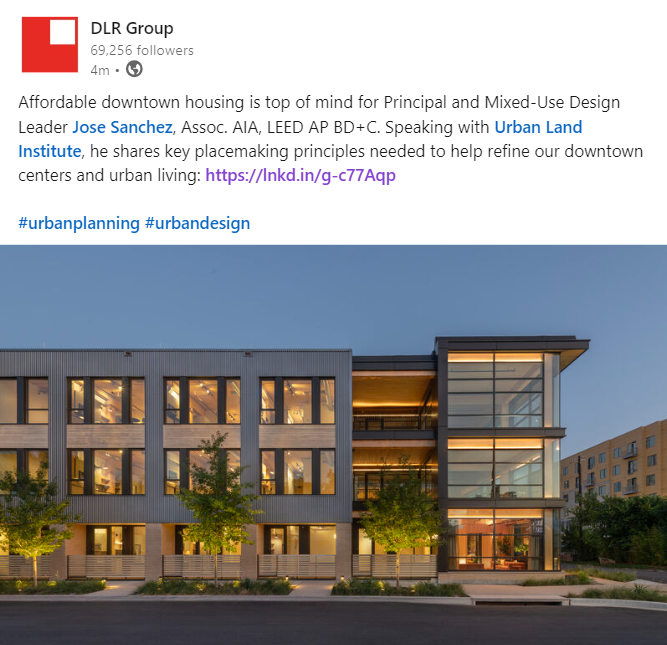 DLR Group
69,256 followers
4m •
Affordable downtown housing is top of mind for Principal and Mixed-Use Design
Leader Jose Sanchez, Assoc. AIA, LEED AP BD+C. Speaking with Urban Land
Institute, he shares key placemaking principles needed to help refine our downtown
centers and urban living: https://lnkd.in/g-c77Aqp
#urbanplanning #urbandesign